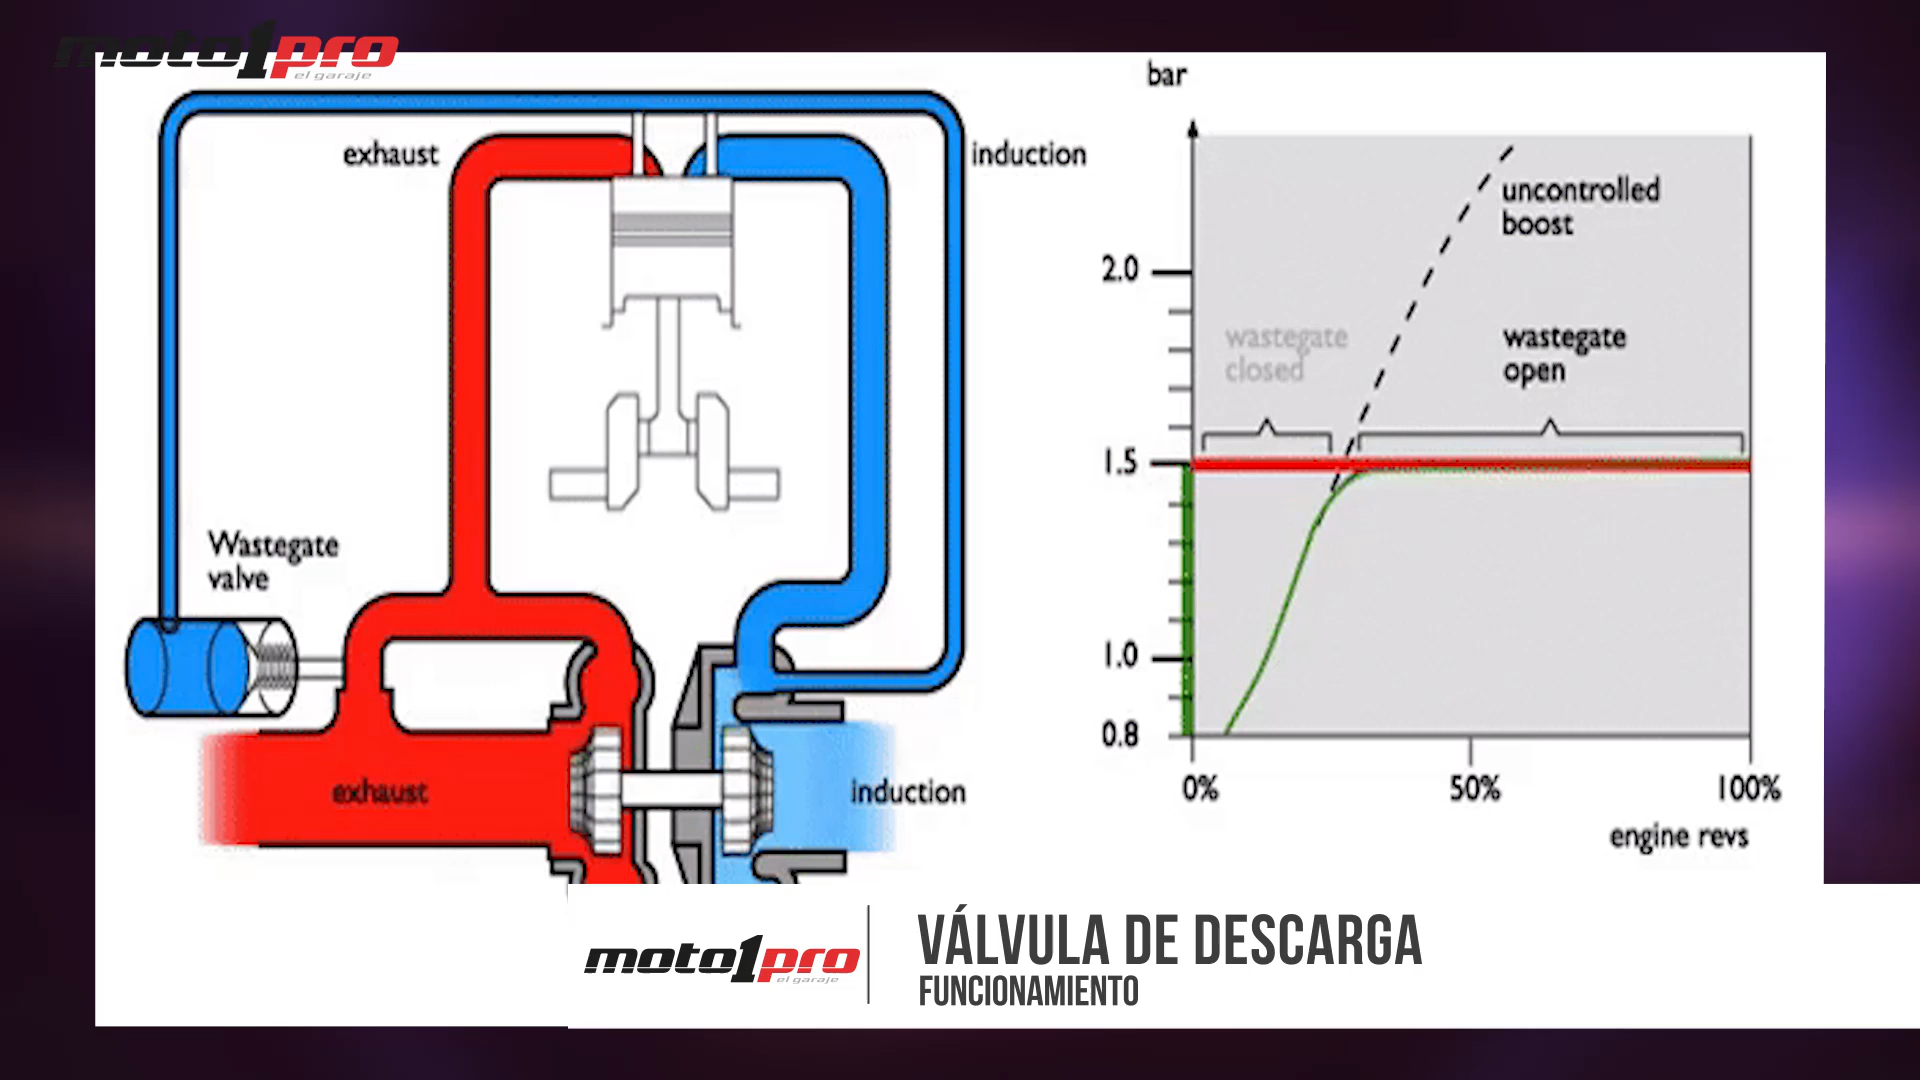 moto1pro
el garaje
exhaust
induction
Wastegate
valve
exhaust
induction
bar
uncontrolled
boost
2.0
wastegate
closed
wastegate
open
1.5
1.0
0.8
0%
50%
100%
engine revs
moto1pro
el garaje
VÁLVULA DE DESCARGA
FUNCIONAMIENTO